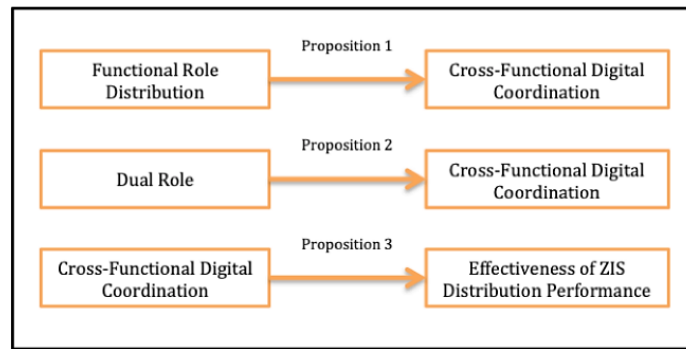 Proposition 1
Functional Role
Distribution
Cross-Functional Digital
Coordination
Proposition 2
Dual Role
Cross-Functional Digital
Coordination
Proposition 3
Cross-Functional Digital
Coordination
Effectiveness of ZIS
Distribution Performance